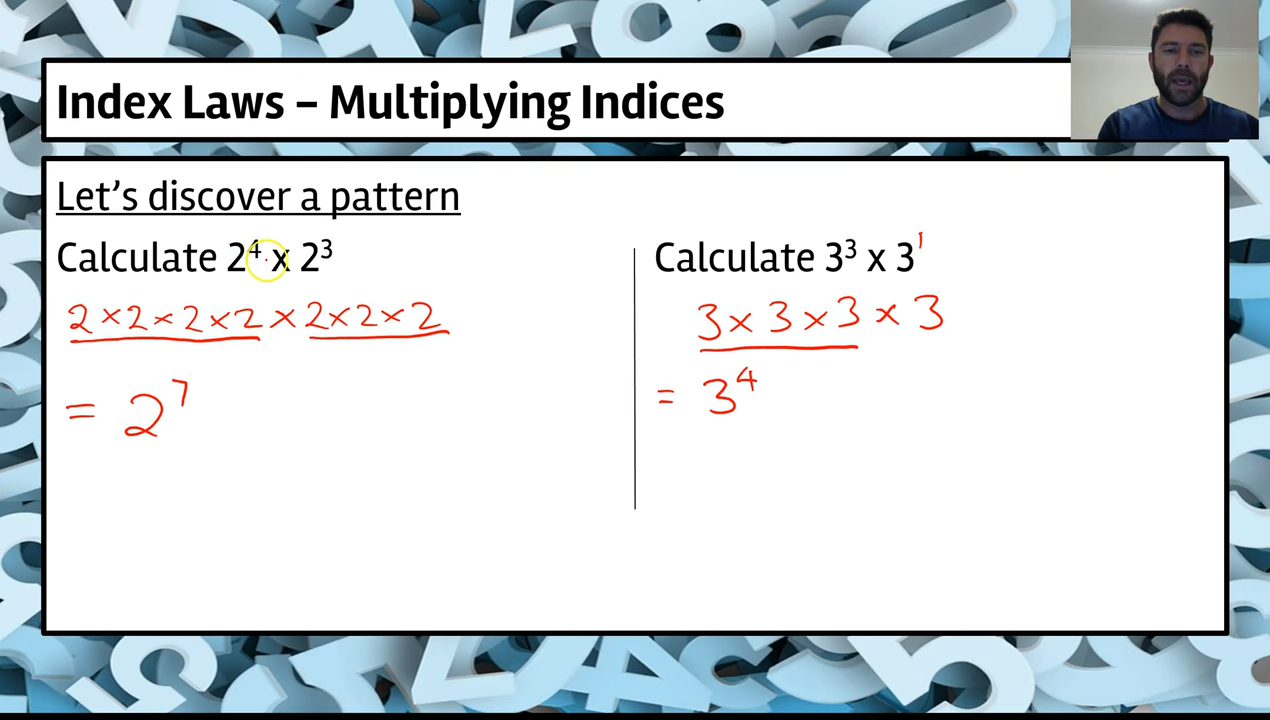 Index Laws – Multiplying Indices
Let’s discover a pattern
Calculate 2⁴ x 2³
2 × 2 × 2 × 2 × 2 × 2 × 2
= 2⁷
Calculate 3³ x 3¹
3 × 3 × 3 × 3
= 3⁴